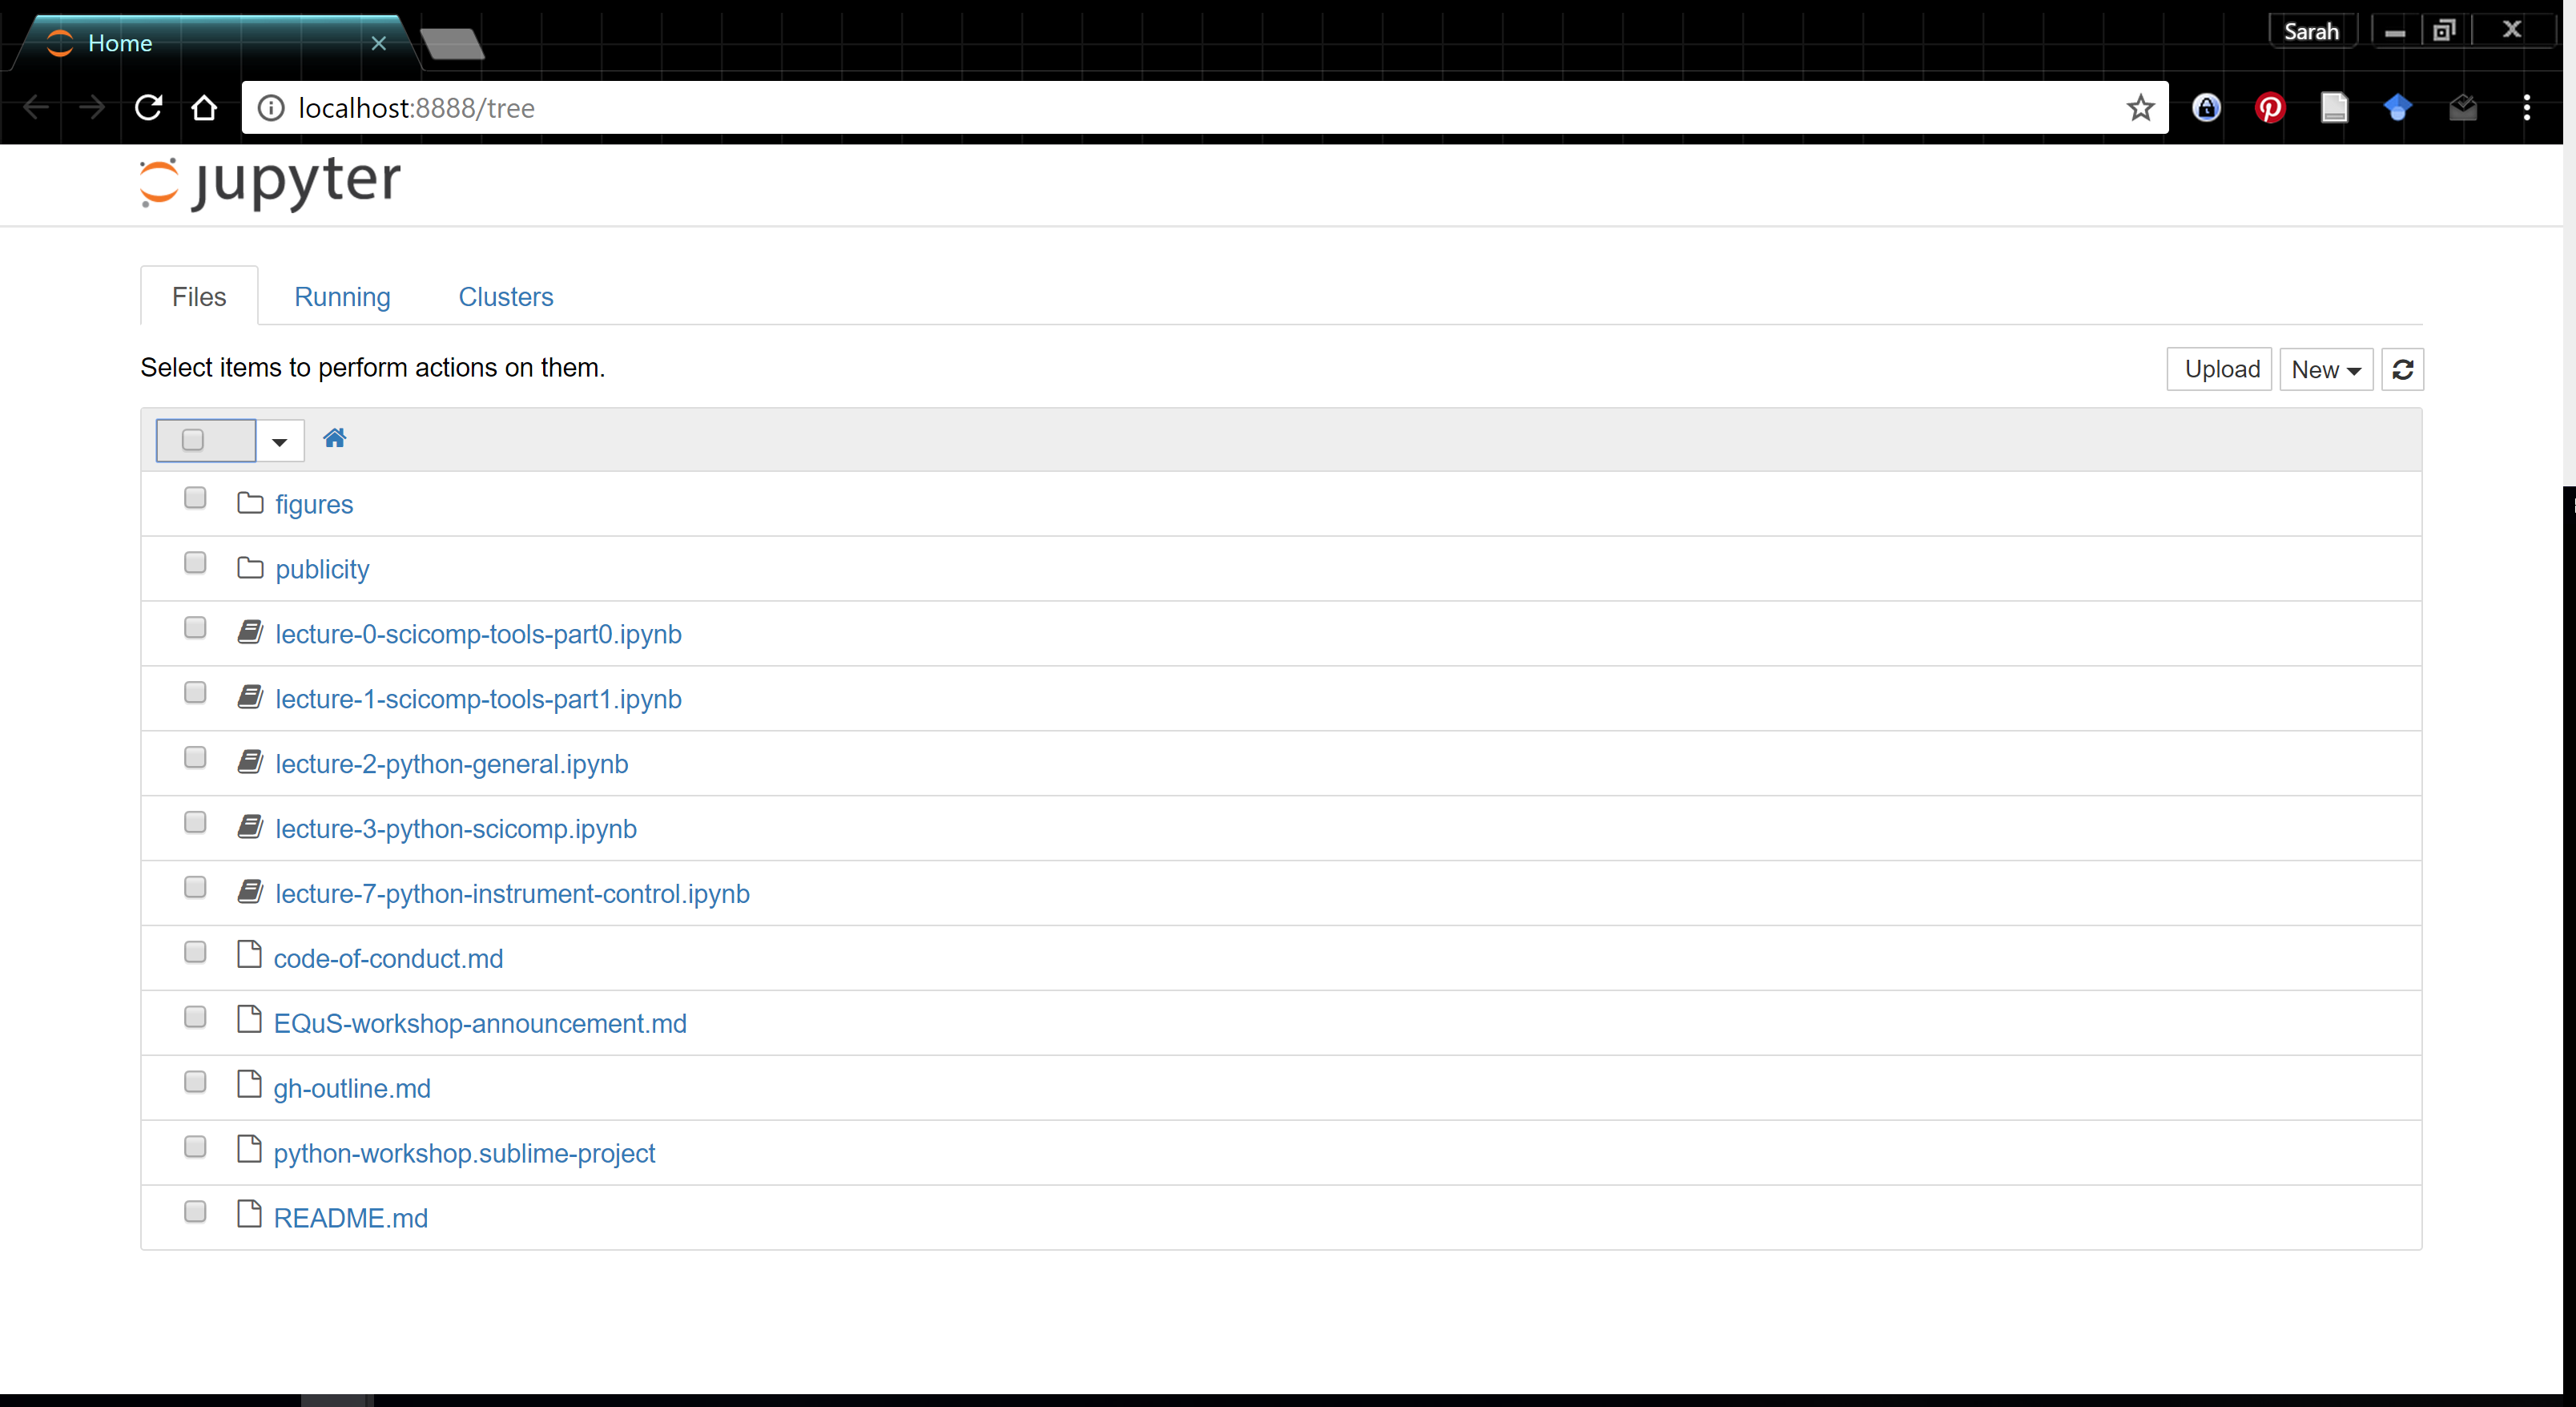 Home
Sarah
localhost:8888/tree
jupyter
Files Running Clusters
Select items to perform actions on them.
Upload New
figures
publicity
lecture-0-scicomp-tools-part0.ipynb
lecture-1-scicomp-tools-part1.ipynb
lecture-2-python-general.ipynb
lecture-3-python-scicomp.ipynb
lecture-7-python-instrument-control.ipynb
code-of-conduct.md
EQuS-workshop-announcement.md
gh-outline.md
python-workshop.sublime-project
README.md